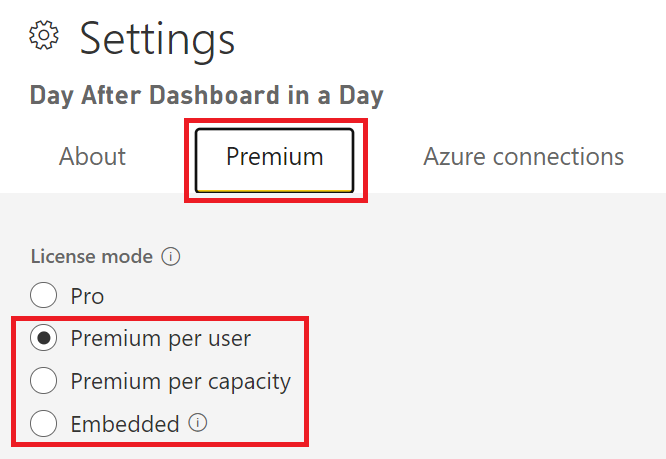 Settings
Day After Dashboard in a Day
About Premium Azure connections
License mode
Pro
Premium per user
Premium per capacity
Embedded